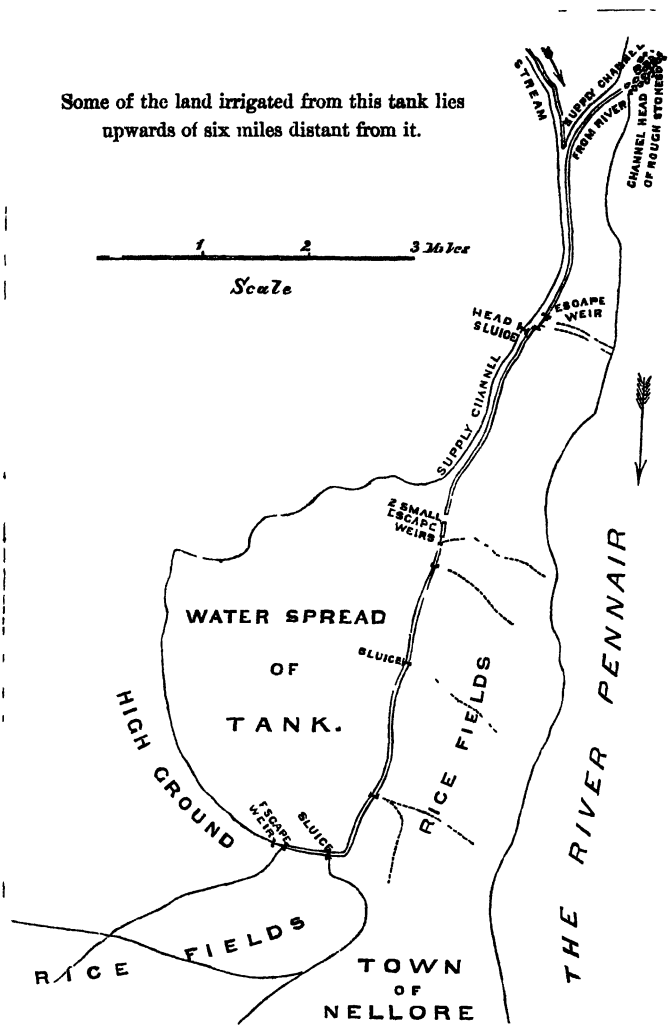 Some of the land irrigated from this tank lies
upwards of six miles distant from it.
STREAM
SUPPLY CHANNEL
FROM RIVER
CHANNEL HEAD
OF ROUGH STONE
1 2 3 Miles
Scale
HEAD
SLUICE
ESCAPE
WEIR
SUPPLY CHANNEL
2 SMALL
ESCAPE
WEIRS
WATER SPREAD
OF
TANK.
SLUICE
HIGH GROUND
RICE FIELDS
THE RIVER PENNAIR
ESCAPE
WEIR
SLUICE
RICE FIELDS
TOWN
OF
NELLORE